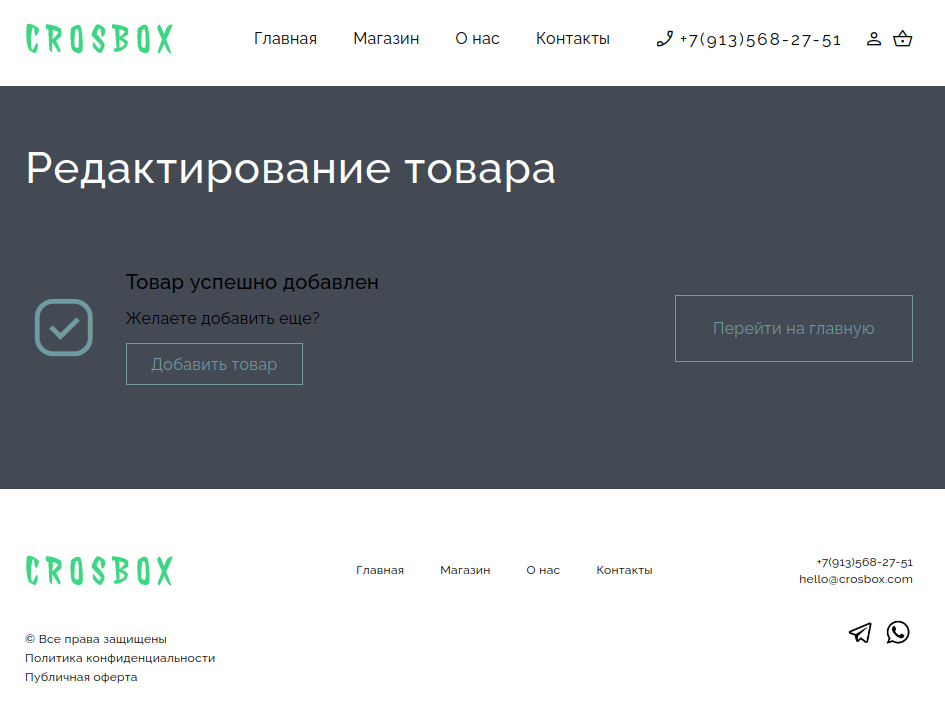 CROSBOX
Главная Магазин О нас Контакты +7(913)568-27-51
Редактирование товара
Товар успешно добавлен
Желаете добавить еще?
Добавить товар
Перейти на главную
CROSBOX
Главная Магазин О нас Контакты
+7(913)568-27-51
hello@crosbox.com
© Все права защищены
Политика конфиденциальности
Публичная оферта